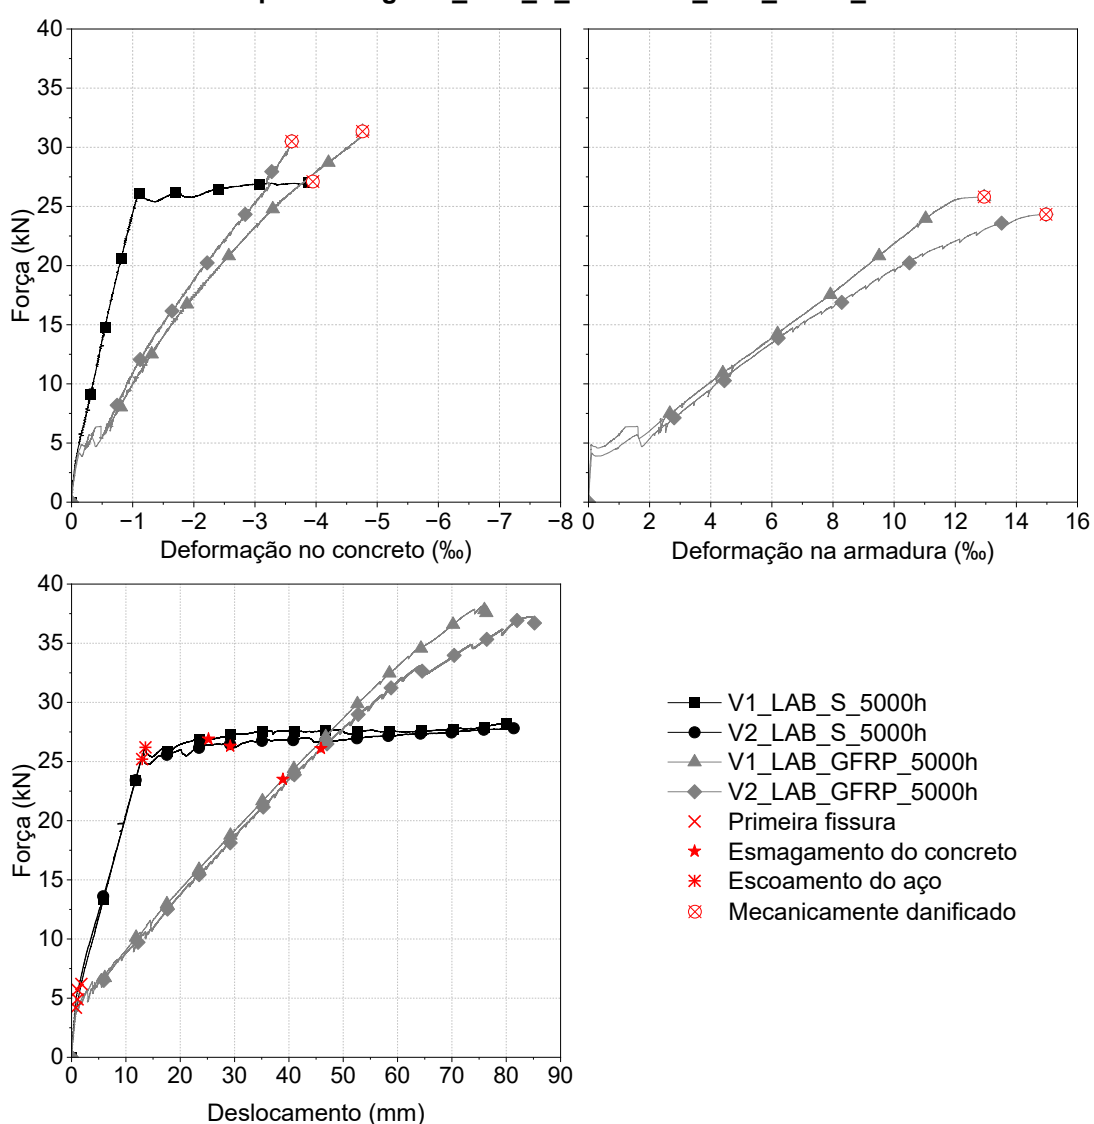 40
35
30
25
20
15
10
5
0
Força (kN)
0 −1 −2 −3 −4 −5 −6 −7 −8
Deformação no concreto (‰)
0 2 4 6 8 10 12 14 16
Deformação na armadura (‰)
40
35
30
25
20
15
10
5
0
Força (kN)
0 10 20 30 40 50 60 70 80 90
Deslocamento (mm)
V1_LAB_S_5000h
V2_LAB_S_5000h
V1_LAB_GFRP_5000h
V2_LAB_GFRP_5000h
Primeira fissura
Esmagamento do concreto
Escoamento do aço
Mecanicamente danificado